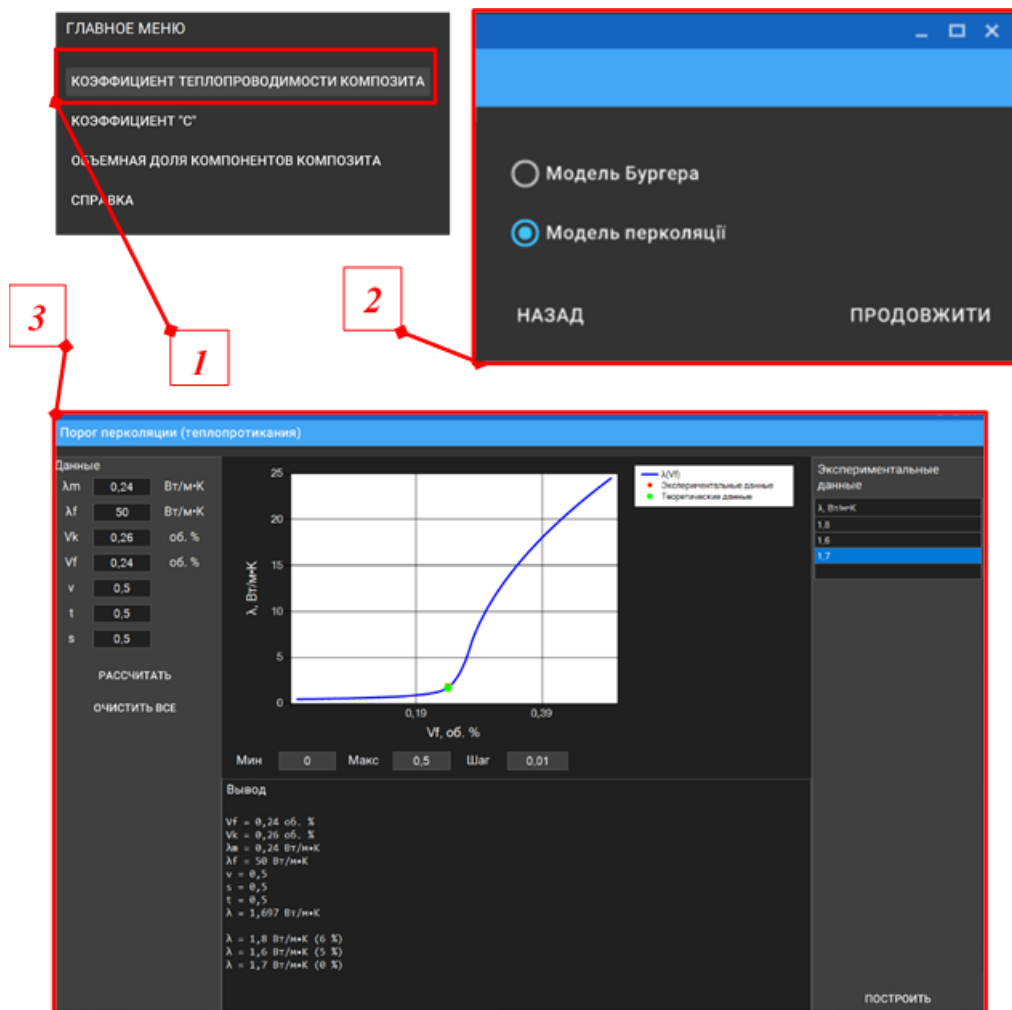 ГЛАВНОЕ МЕНЮ
КОЭФФИЦИЕНТ ТЕПЛОПРОВОДИМОСТИ КОМПОЗИТА
КОЭФФИЦИЕНТ "С"
ОБЪЕМНАЯ ДОЛЯ КОМПОНЕНТОВ КОМПОЗИТА
СПРАВКА
1
2
Модель Бургера
Модель перколяції
НАЗАД ПРОДОВЖИТИ
3
Порог перколяции (теплопротикания)
Данные
λm 0,24 Вт/м•К
λf 50 Вт/м•К
Vk 0,26 об. %
Vf 0,24 об. %
v 0,5
t 0,5
s 0,5
РАССЧИТАТЬ
ОЧИСТИТЬ ВСЕ
λ, Вт/м•К
25
20
15
10
5
0
0,19 0,39
Vf, об. %
λ(Vf)
Экспериментальные данные
Теоретические данные
Мин 0 Макс 0,5 Шаг 0,01
Вывод
Vf = 0,24 об. %
Vk = 0,26 об. %
λm = 0,24 Вт/м•К
λf = 50 Вт/м•К
v = 0,5
s = 0,5
t = 0,5
λ = 1,697 Вт/м•К
λ = 1,8 Вт/м•К (6 %)
λ = 1,6 Вт/м•К (5 %)
λ = 1,7 Вт/м•К (0 %)
Экспериментальные
данные
λ, Вт/м•К
1,8
1,6
1,7
ПОСТРОИТЬ